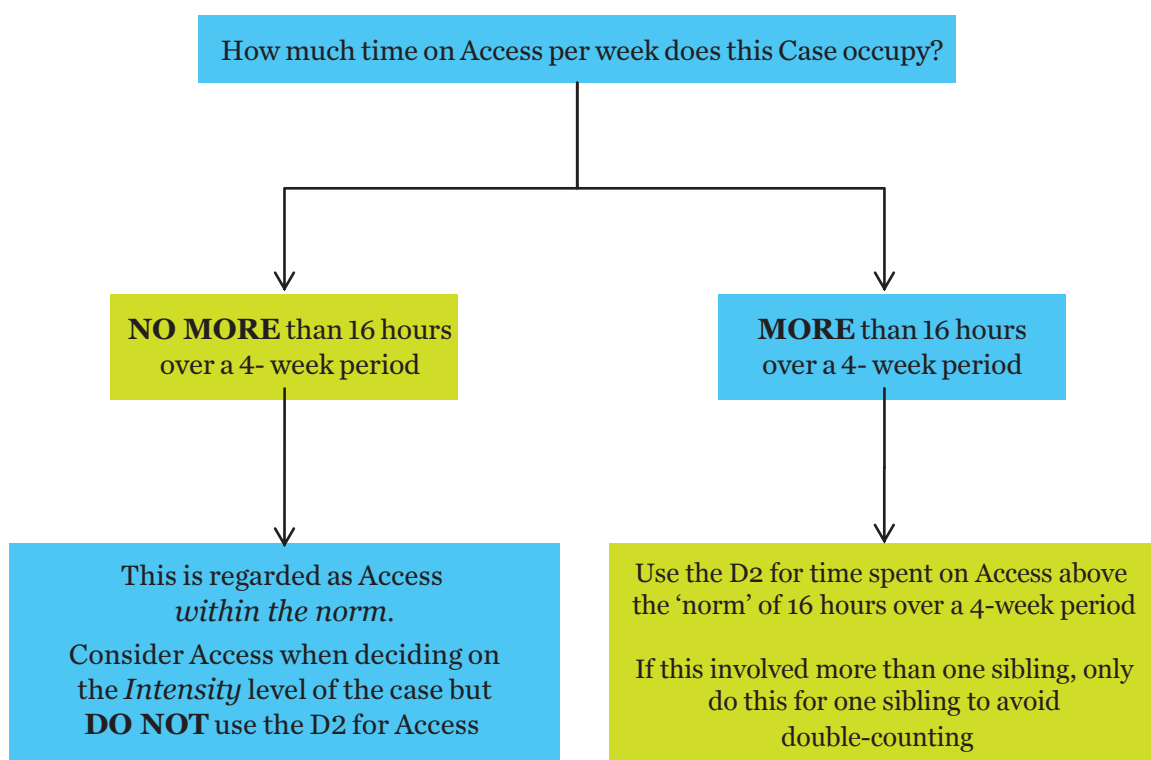 How much time on Access per week does this Case occupy?
NO MORE than 16 hours
over a 4- week period
MORE than 16 hours
over a 4- week period
This is regarded as Access
within the norm.
Consider Access when deciding on
the Intensity level of the case but
DO NOT use the D2 for Access
Use the D2 for time spent on Access above
the ‘norm’ of 16 hours over a 4-week period
If this involved more than one sibling, only
do this for one sibling to avoid
double-counting